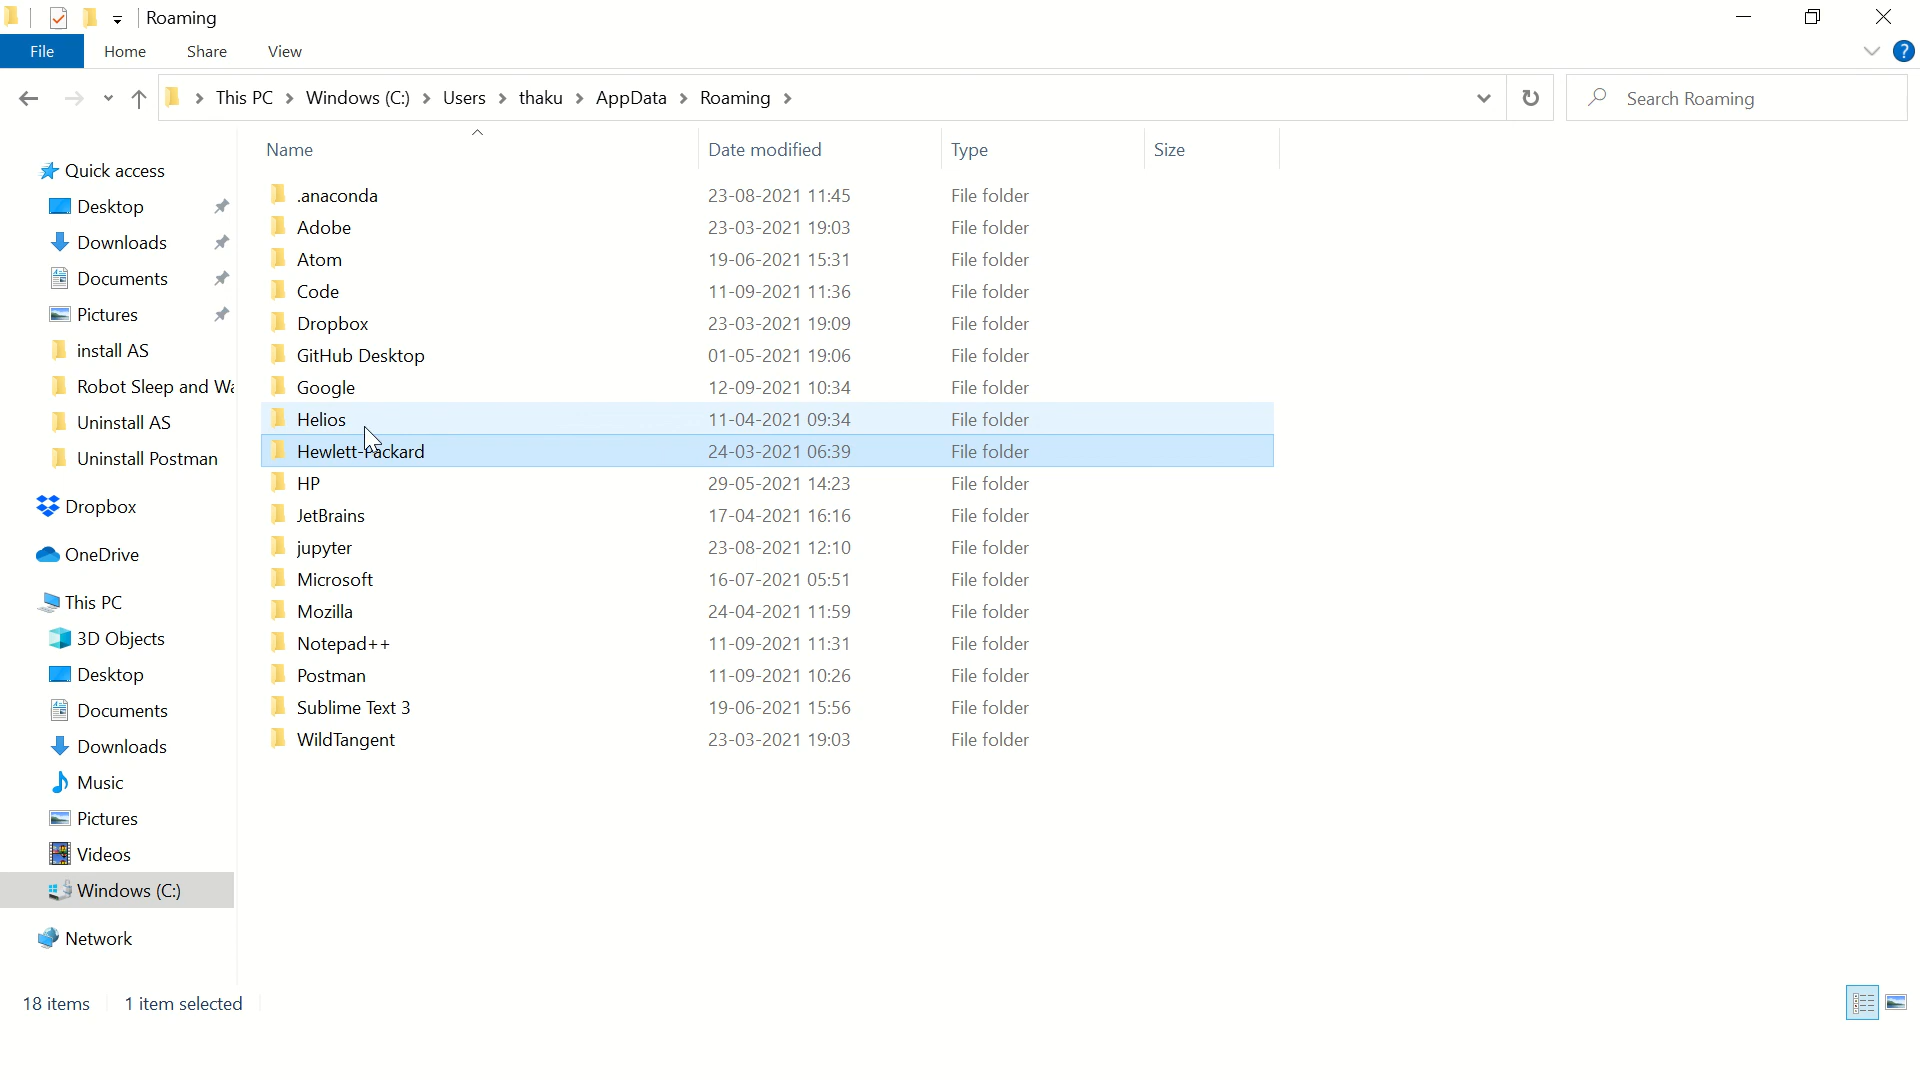 Roaming
File Home Share View
This PC Windows (C:) Users thaku AppData Roaming
Search Roaming
Name Date modified Type Size
Quick access
Desktop
Downloads
Documents
Pictures
install AS
Robot Sleep and Wa
Uninstall AS
Uninstall Postman
Dropbox
OneDrive
This PC
3D Objects
Desktop
Documents
Downloads
Music
Pictures
Videos
Windows (C:)
Network
.anaconda 23-08-2021 11:45 File folder
Adobe 23-03-2021 19:03 File folder
Atom 19-06-2021 15:31 File folder
Code 11-09-2021 11:36 File folder
Dropbox 23-03-2021 19:09 File folder
GitHub Desktop 01-05-2021 19:06 File folder
Google 12-09-2021 10:34 File folder
Helios 11-04-2021 09:34 File folder
Hewlett-Packard 24-03-2021 06:39 File folder
HP 29-05-2021 14:23 File folder
JetBrains 17-04-2021 16:16 File folder
jupyter 23-08-2021 12:10 File folder
Microsoft 16-07-2021 05:51 File folder
Mozilla 24-04-2021 11:59 File folder
Notepad++ 11-09-2021 11:31 File folder
Postman 11-09-2021 10:26 File folder
Sublime Text 3 19-06-2021 15:56 File folder
WildTangent 23-03-2021 19:03 File folder
18 items 1 item selected